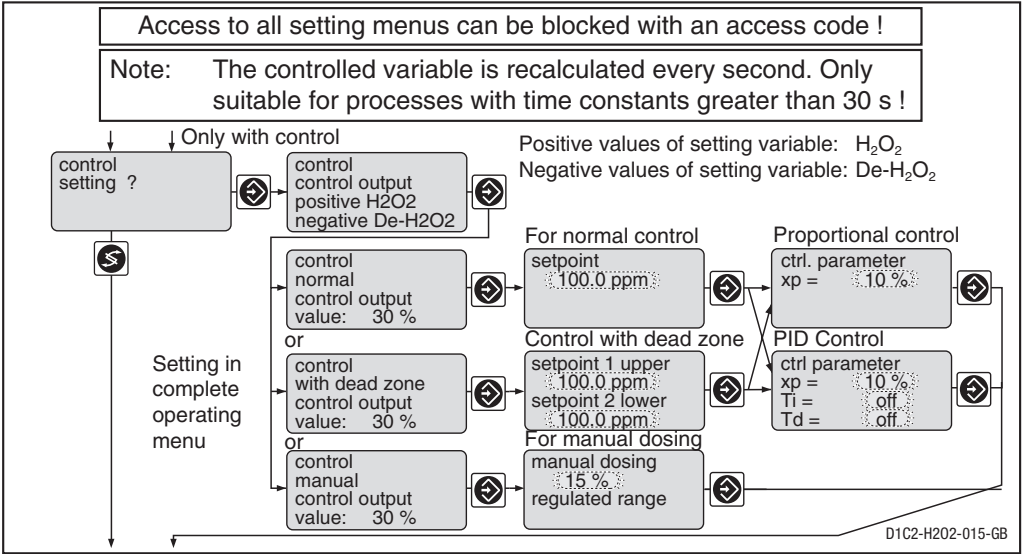 Access to all setting menus can be blocked with an access code !
Note: The controlled variable is recalculated every second. Only
suitable for processes with time constants greater than 30 s !
Only with control
Positive values of setting variable: H₂O₂
Negative values of setting variable: De-H₂O₂
control
setting ?
control
control output
positive H2O2
negative De-H2O2
For normal control
Proportional control
control
normal
control output
value: 30 %
setpoint
100.0 ppm
ctrl. parameter
xp = 10 %
or
Control with dead zone
PID Control
Setting in
complete
operating
menu
control
with dead zone
control output
value: 30 %
setpoint 1 upper
100.0 ppm
setpoint 2 lower
100.0 ppm
ctrl parameter
xp = 10 %
Ti = off
Td = off
or
For manual dosing
control
manual
control output
value: 30 %
manual dosing
15 %
regulated range
D1C2-H2O2-015-GB